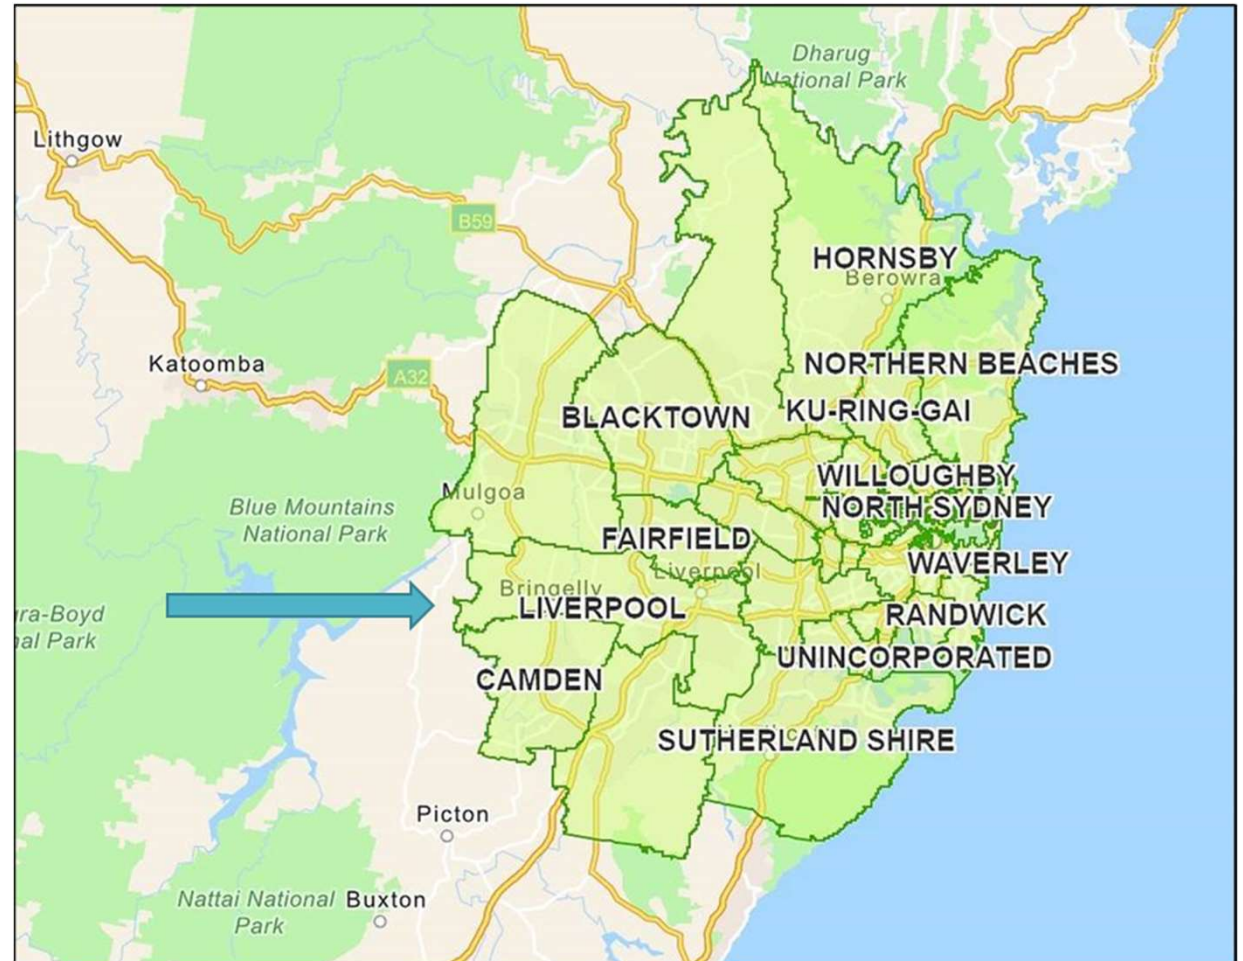 Dharug
National Park
Lithgow
B59
HORNSBY
Berowra
Katoomba
A32
NORTHERN BEACHES
BLACKTOWN
KU-RING-GAI
Mulgoa
WILLOUGHBY
NORTH SYDNEY
Blue Mountains
National Park
FAIRFIELD
WAVERLEY
Liverpool
Bringelly
LIVERPOOL
RANDWICK
gra-Boyd
nal Park
UNINCORPORATED
CAMDEN
SUTHERLAND SHIRE
Picton
Nattai National
Park
Buxton